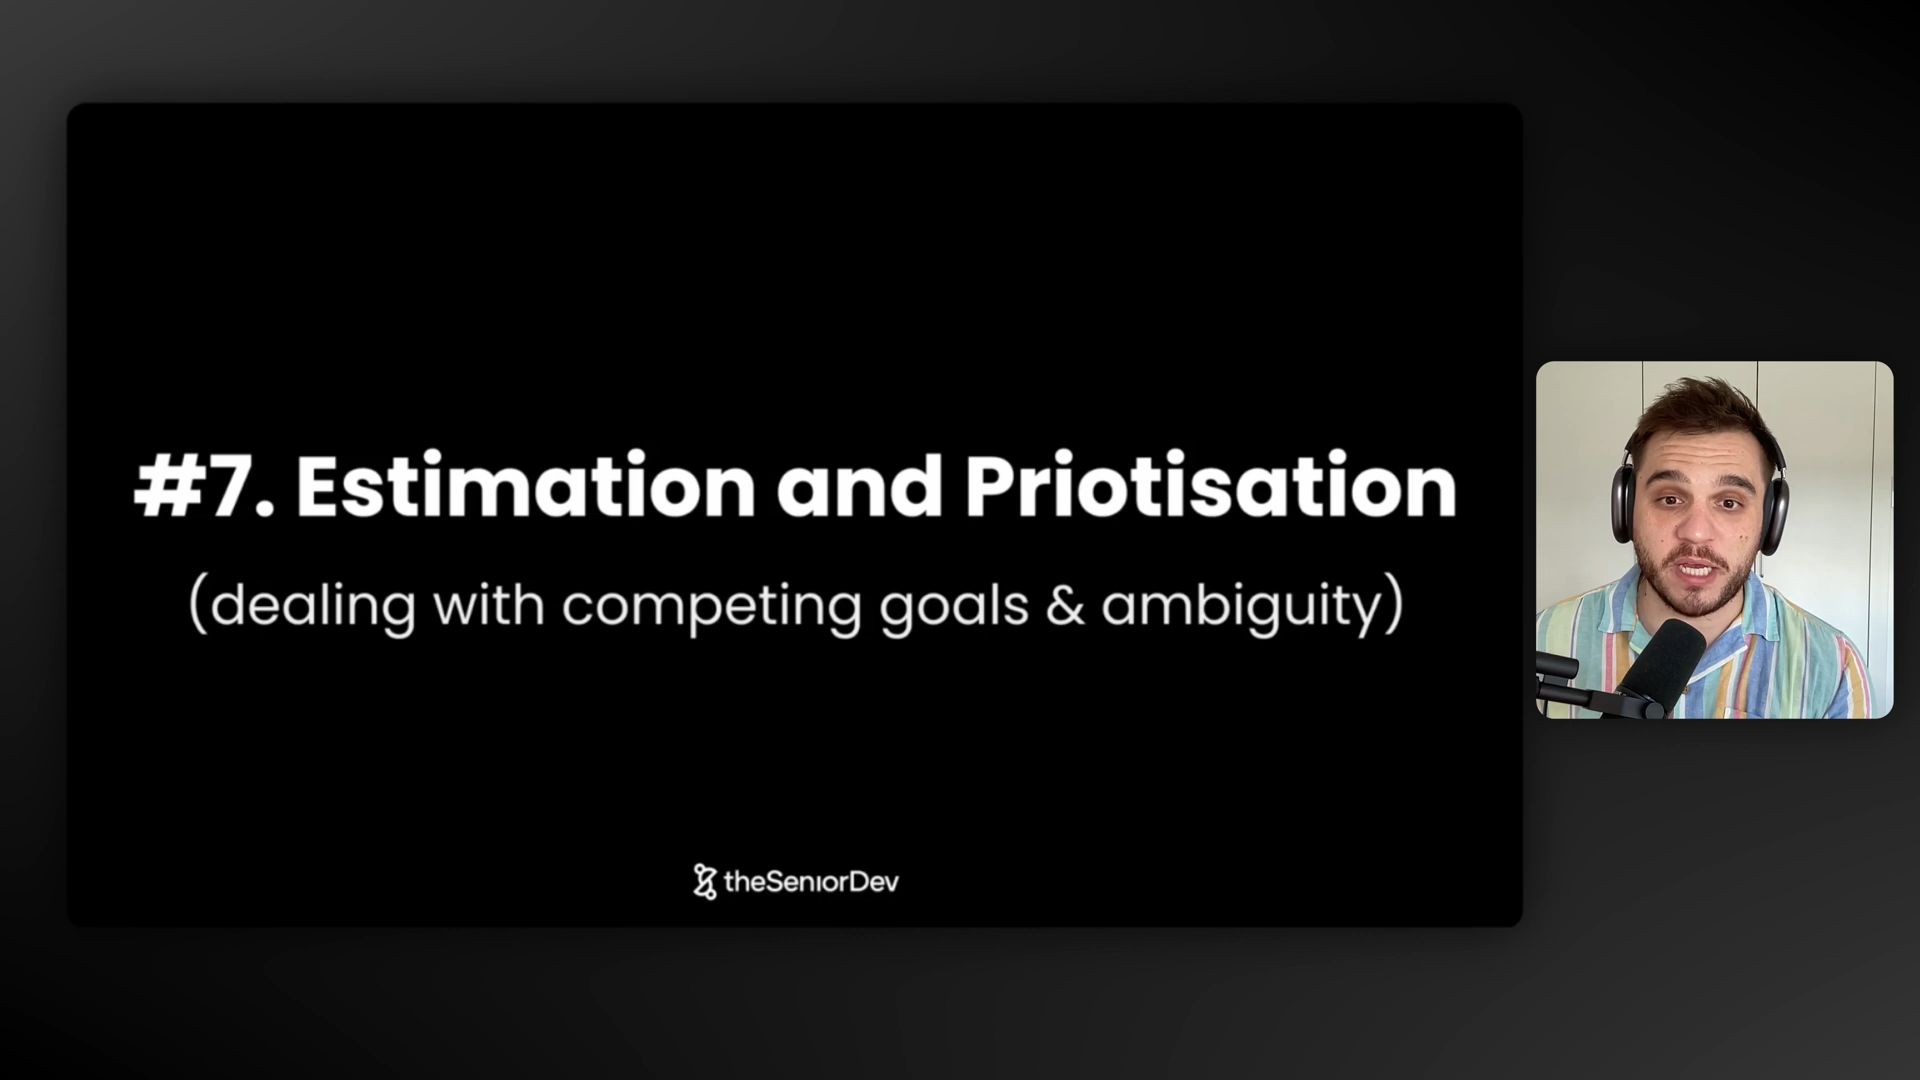 #7. Estimation and Priotisation
(dealing with competing goals & ambiguity)
theSeniorDev